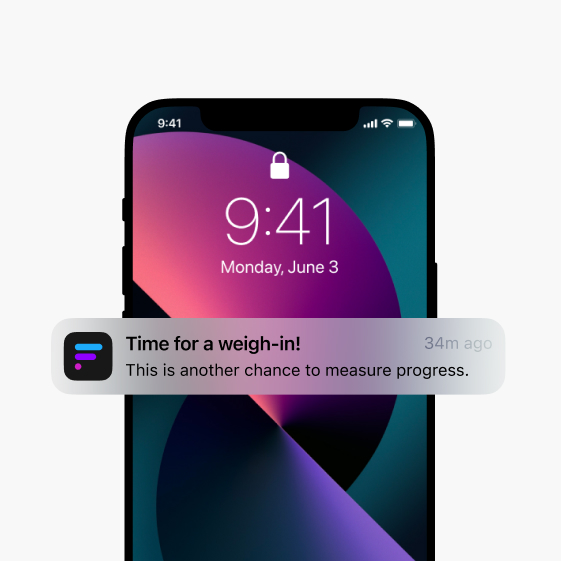 9:41
9:41
Monday, June 3
Time for a weigh-in!
34m ago
This is another chance to measure progress.